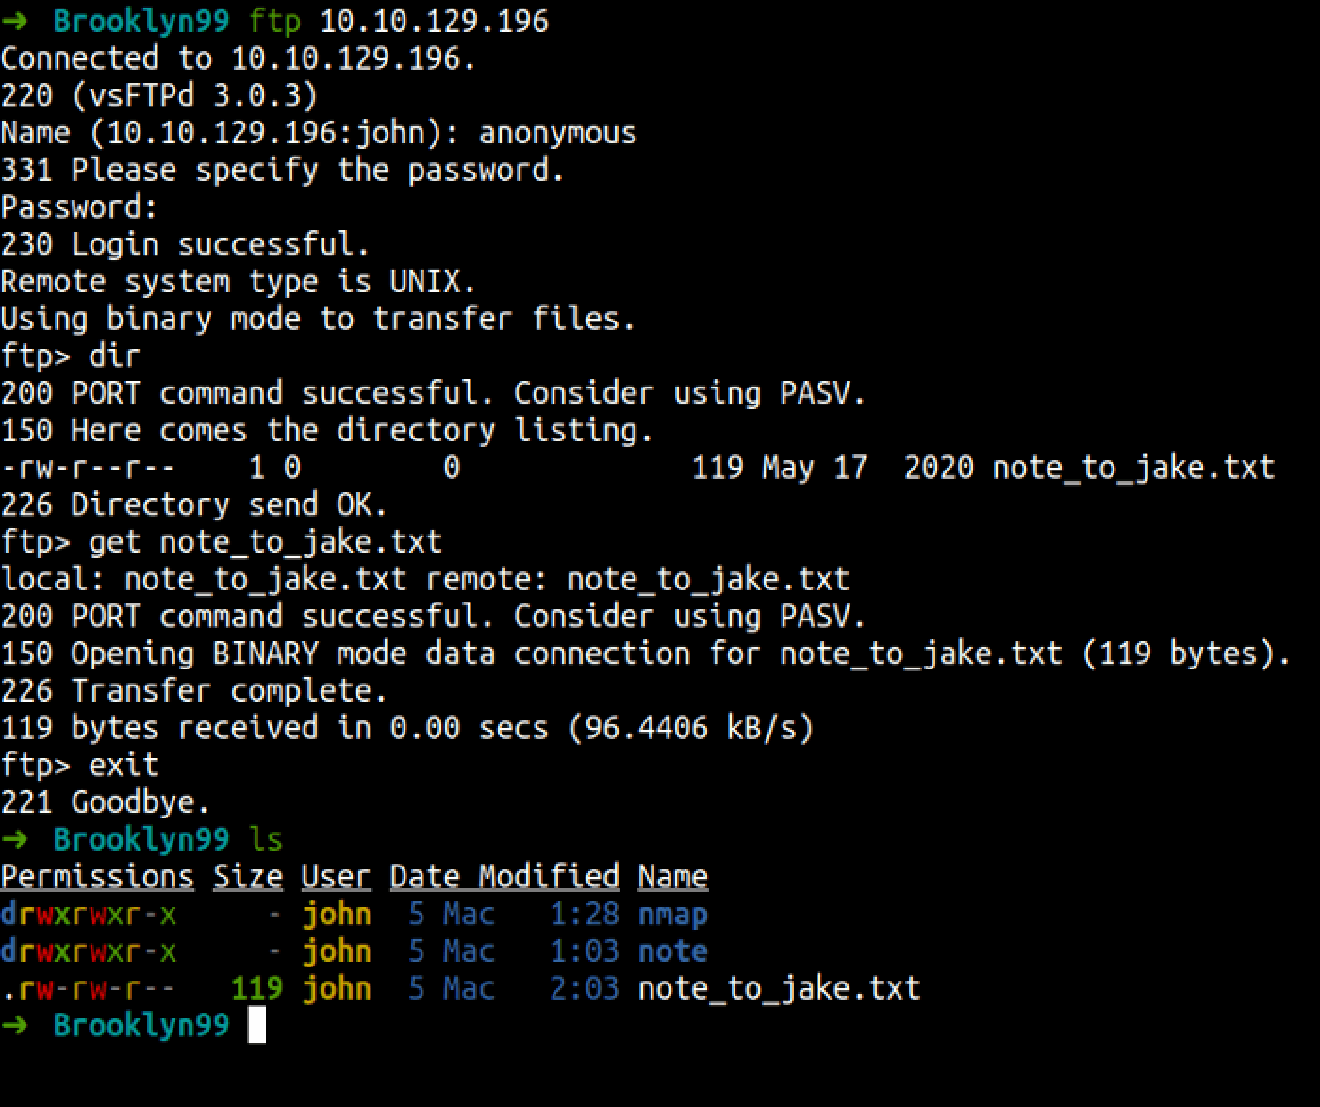 ➜ Brooklyn99 ftp 10.10.129.196
Connected to 10.10.129.196.
220 (vsFTPd 3.0.3)
Name (10.10.129.196:john): anonymous
331 Please specify the password.
Password:
230 Login successful.
Remote system type is UNIX.
Using binary mode to transfer files.
ftp> dir
200 PORT command successful. Consider using PASV.
150 Here comes the directory listing.
-rw-r--r--    1 0        0             119 May 17  2020 note_to_jake.txt
226 Directory send OK.
ftp> get note_to_jake.txt
local: note_to_jake.txt remote: note_to_jake.txt
200 PORT command successful. Consider using PASV.
150 Opening BINARY mode data connection for note_to_jake.txt (119 bytes).
226 Transfer complete.
119 bytes received in 0.00 secs (96.4406 kB/s)
ftp> exit
221 Goodbye.
➜ Brooklyn99 ls
Permissions Size User Date Modified Name
drwxrwxr-x     - john  5 Mac   1:28 nmap
drwxrwxr-x     - john  5 Mac   1:03 note
.rw-rw-r--   119 john  5 Mac   2:03 note_to_jake.txt
➜ Brooklyn99